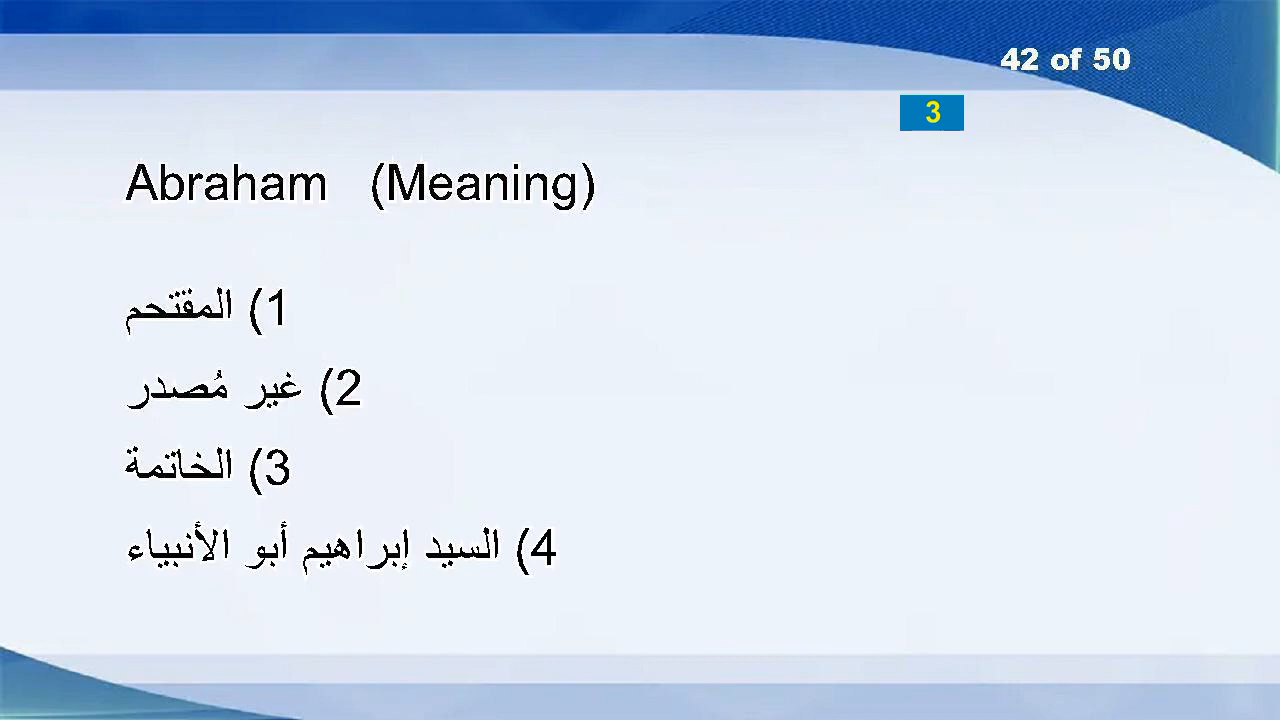 42 of 50
3
Abraham (Meaning)
1) المقتحم
2) غير مُصدر
3) الخاتمة
4) السيد إبراهيم أبو الأنبياء